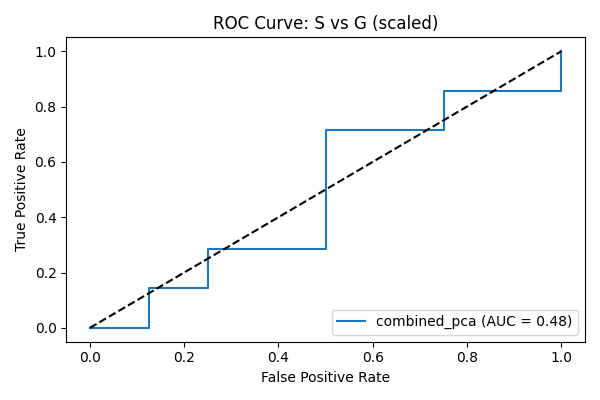 ROC Curve: S vs G (scaled)
True Positive Rate
1.0
0.8
0.6
0.4
0.2
0.0
combined_pca (AUC = 0.48)
0.0 0.2 0.4 0.6 0.8 1.0
False Positive Rate